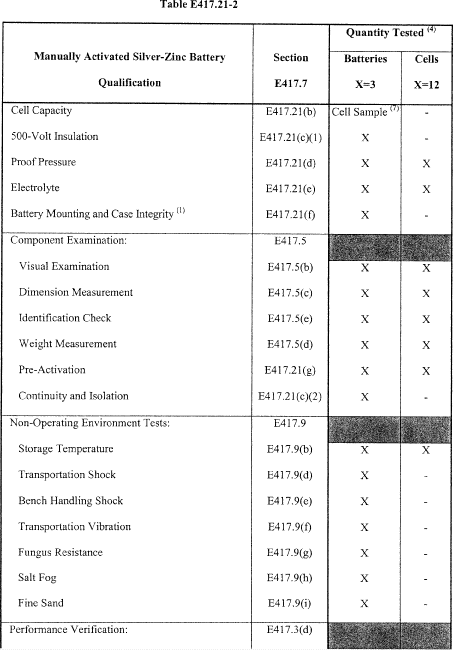 Table E417.21-2
Manually Activated Silver-Zinc Battery Qualification Section E417.7 Quantity Tested (4)
Batteries X=3 Cells X=12
Cell Capacity E417.21(b) Cell Sample (7) -
500-Volt Insulation E417.21(c)(1) X -
Proof Pressure E417.21(d) X X
Electrolyte E417.21(e) X X
Battery Mounting and Case Integrity (1) E417.21(f) X -
Component Examination: E417.5
Visual Examination E417.5(b) X X
Dimension Measurement E417.5(c) X X
Identification Check E417.5(e) X X
Weight Measurement E417.5(d) X X
Pre-Activation E417.21(g) X X
Continuity and Isolation E417.21(c)(2) X -
Non-Operating Environment Tests: E417.9
Storage Temperature E417.9(b) X X
Transportation Shock E417.9(d) X -
Bench Handling Shock E417.9(e) X -
Transportation Vibration E417.9(f) X -
Fungus Resistance E417.9(g) X -
Salt Fog E417.9(h) X -
Fine Sand E417.9(i) X -
Performance Verification: E417.3(d)